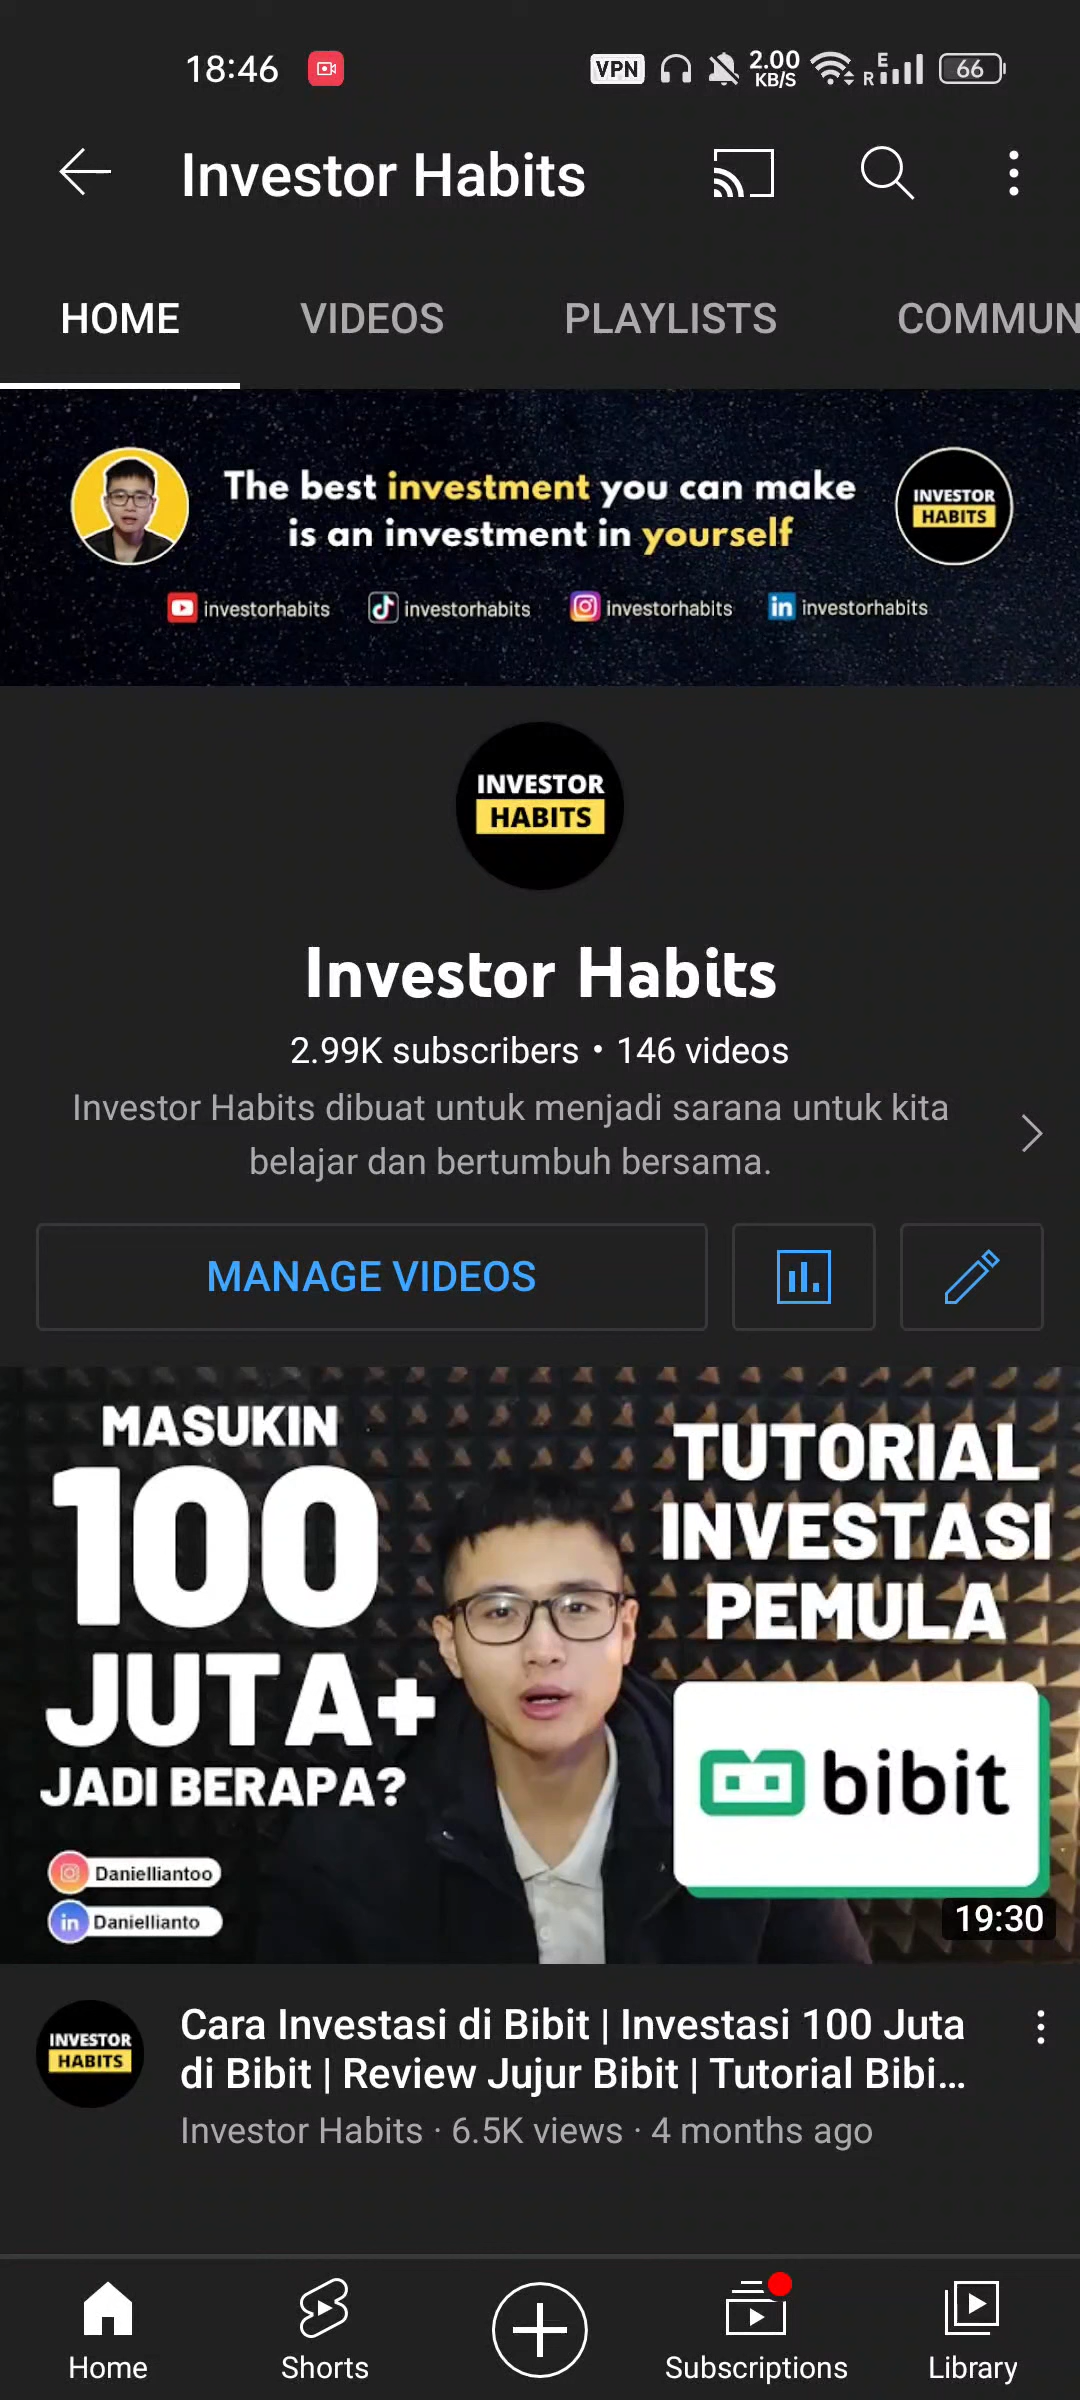 18:46
VPN
2.00
KB/S
R E
66
Investor Habits
HOME
VIDEOS
PLAYLISTS
COMMUN
The best investment you can make
is an investment in yourself
INVESTOR
HABITS
investorhabits
investorhabits
investorhabits
in investorhabits
INVESTOR
HABITS
Investor Habits
2.99K subscribers • 146 videos
Investor Habits dibuat untuk menjadi sarana untuk kita
belajar dan bertumbuh bersama.
MANAGE VIDEOS
MASUKIN
100
JUTA+
JADI BERAPA?
TUTORIAL
INVESTASI
PEMULA
bibit
Danielliantoo
in Daniellianto
19:30
INVESTOR
HABITS
Cara Investasi di Bibit | Investasi 100 Juta
di Bibit | Review Jujur Bibit | Tutorial Bibi...
Investor Habits · 6.5K views · 4 months ago
Home
Shorts
Subscriptions
Library